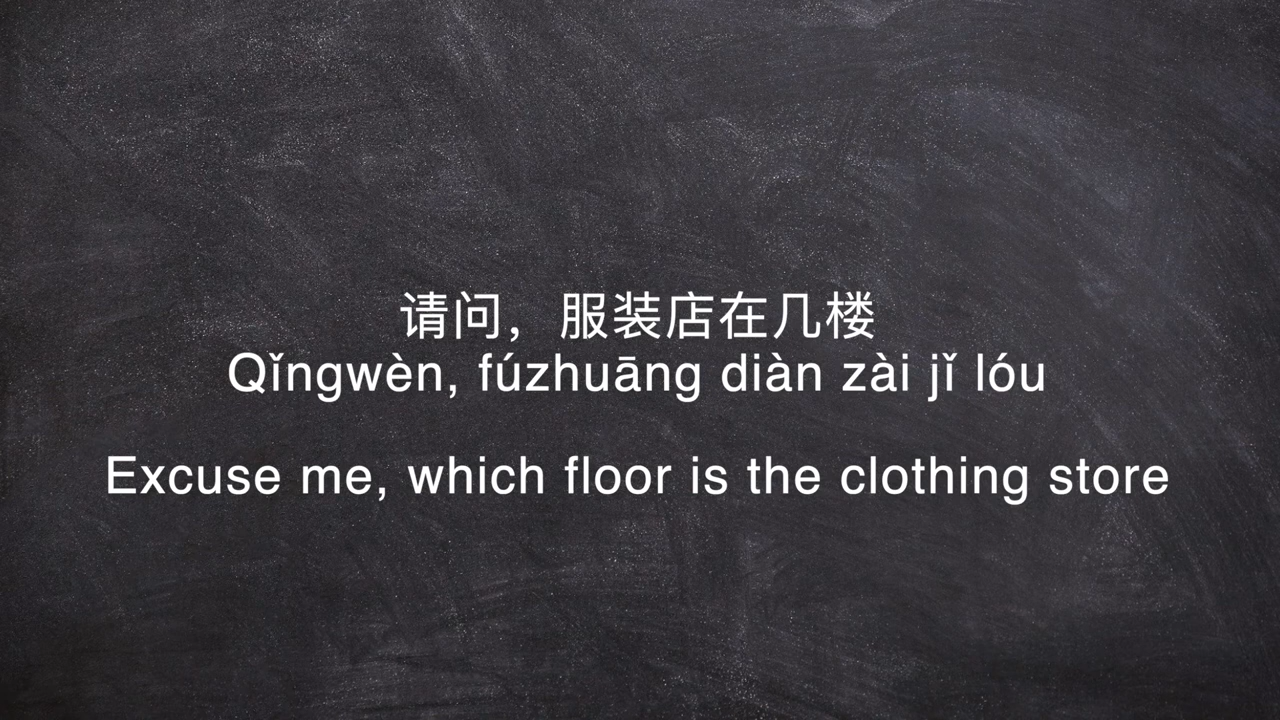 请问，服装店在几楼
Qǐngwèn, fúzhuāng diàn zài jǐ lóu
Excuse me, which floor is the clothing store